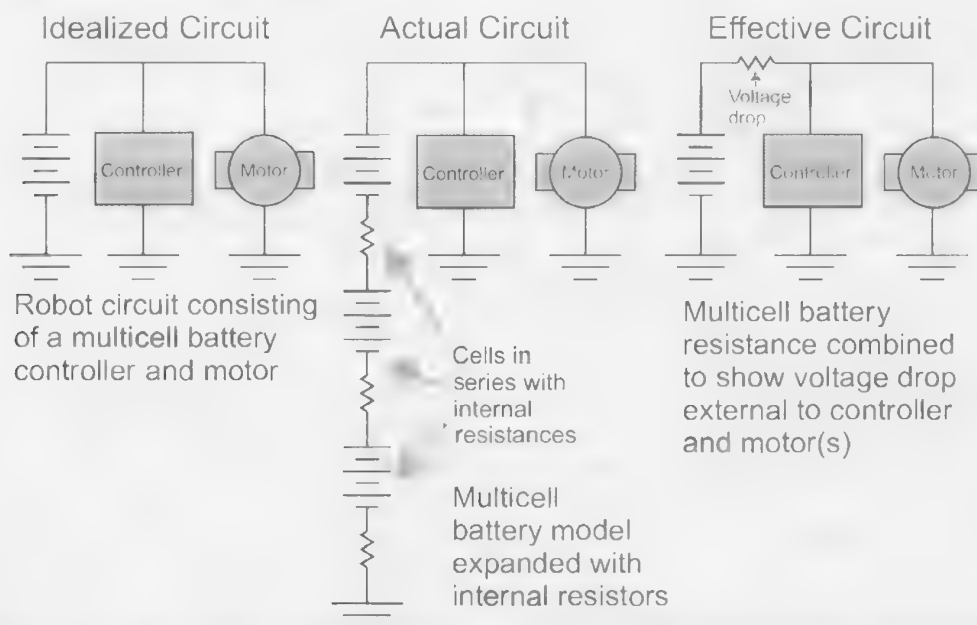 Idealized Circuit
Actual Circuit
Effective Circuit
Voltage
drop
Controller
Motor
Controller
Motor
Controller
Motor
Robot circuit consisting
of a multicell battery
controller and motor
Cells in
series with
internal
resistances
Multicell
battery model
expanded with
internal resistors
Multicell battery
resistance combined
to show voltage drop
external to controller
and motor(s)